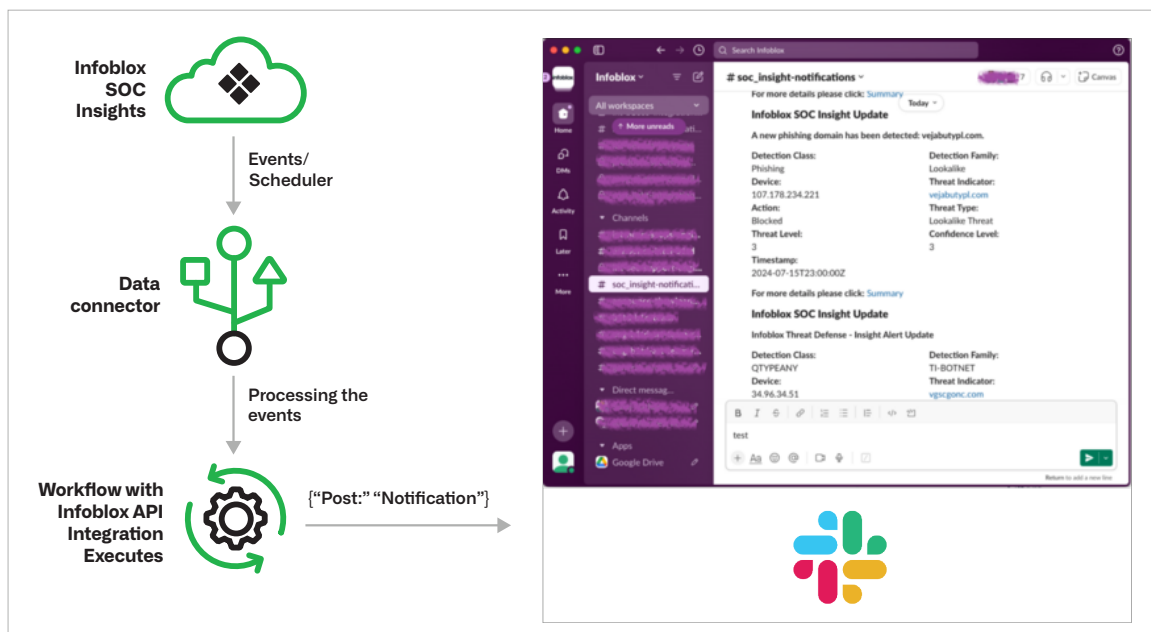 Infoblox
SOC
Insights
Events/
Scheduler
Data
connector
Processing the
events
Workflow with
Infoblox API
Integration
Executes
{“Post:” “Notification”}
Search Infoblox
infoblox
Infoblox
All workspaces
↑ More unreads
Home
DMs
Activity
Later
More
Channels
# soc_insight-notificati...
Direct messag...
Apps
Google Drive
# soc_insight-notifications
7
Canvas
For more details please click: Summary
Today
Infoblox SOC Insight Update
A new phishing domain has been detected: vejabutypl.com.
Detection Class: Detection Family:
Phishing Lookalike
Device: Threat Indicator:
107.178.234.221 vejabutypl.com
Action: Threat Type:
Blocked Lookalike Threat
Threat Level: Confidence Level:
3 3
Timestamp:
2024-07-15T23:00:00Z
For more details please click: Summary
Infoblox SOC Insight Update
Infoblox Threat Defense - Insight Alert Update
Detection Class: Detection Family:
QTYPEANY TI-BOTNET
Device: Threat Indicator:
34.96.34.51 vgscgonc.com
B I S
test
Aa
Return to add a new line